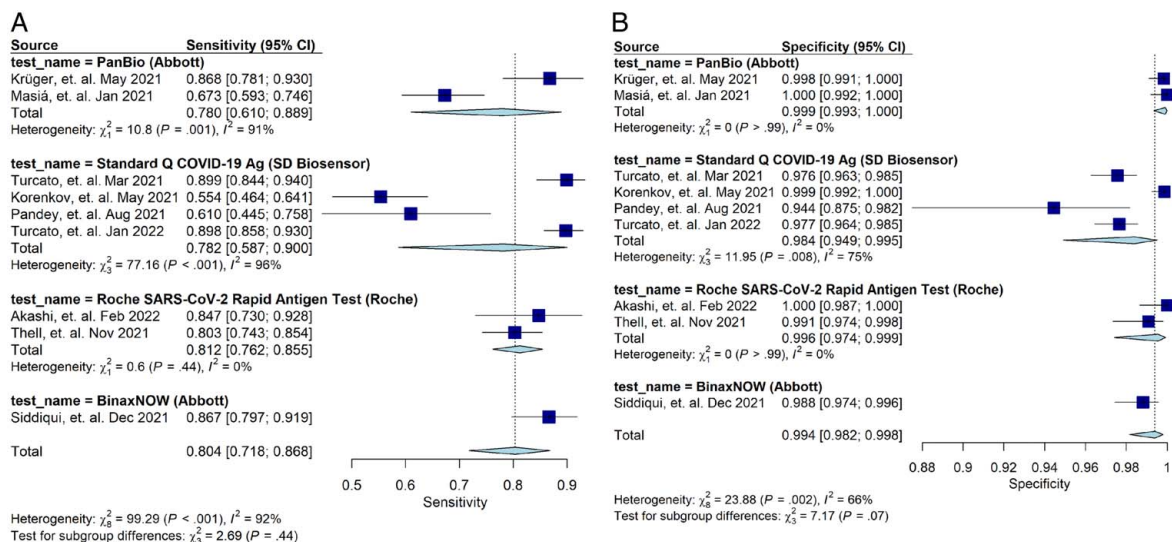 A
Source Sensitivity (95% CI)
test_name = PanBio (Abbott)
Krüger, et. al. May 2021 0.868 [0.781; 0.930]
Masiá, et. al. Jan 2021 0.673 [0.593; 0.746]
Total 0.780 [0.610; 0.889]
Heterogeneity: χ²₁ = 10.8 (P = .001), I² = 91%
test_name = Standard Q COVID-19 Ag (SD Biosensor)
Turcato, et. al. Mar 2021 0.899 [0.844; 0.940]
Korenkov, et. al. May 2021 0.554 [0.464; 0.641]
Pandey, et. al. Aug 2021 0.610 [0.445; 0.758]
Turcato, et. al. Jan 2022 0.898 [0.858; 0.930]
Total 0.782 [0.587; 0.900]
Heterogeneity: χ²₃ = 77.16 (P < .001), I² = 96%
test_name = Roche SARS-CoV-2 Rapid Antigen Test (Roche)
Akashi, et. al. Feb 2022 0.847 [0.730; 0.928]
Thell, et. al. Nov 2021 0.803 [0.743; 0.854]
Total 0.812 [0.762; 0.855]
Heterogeneity: χ²₁ = 0.6 (P = .44), I² = 0%
test_name = BinaxNOW (Abbott)
Siddiqui, et. al. Dec 2021 0.867 [0.797; 0.919]
Total 0.804 [0.718; 0.868]
0.5 0.6 0.7 0.8 0.9
Sensitivity
Heterogeneity: χ²₈ = 99.29 (P < .001), I² = 92%
Test for subgroup differences: χ²₃ = 2.69 (P = .44)
B
Source Specificity (95% CI)
test_name = PanBio (Abbott)
Krüger, et. al. May 2021 0.998 [0.991; 1.000]
Masiá, et. al. Jan 2021 1.000 [0.992; 1.000]
Total 0.999 [0.993; 1.000]
Heterogeneity: χ²₁ = 0 (P > .99), I² = 0%
test_name = Standard Q COVID-19 Ag (SD Biosensor)
Turcato, et. al. Mar 2021 0.976 [0.963; 0.985]
Korenkov, et. al. May 2021 0.999 [0.992; 1.000]
Pandey, et. al. Aug 2021 0.944 [0.875; 0.982]
Turcato, et. al. Jan 2022 0.977 [0.964; 0.985]
Total 0.984 [0.949; 0.995]
Heterogeneity: χ²₃ = 11.95 (P = .008), I² = 75%
test_name = Roche SARS-CoV-2 Rapid Antigen Test (Roche)
Akashi, et. al. Feb 2022 1.000 [0.987; 1.000]
Thell, et. al. Nov 2021 0.991 [0.974; 0.998]
Total 0.996 [0.974; 0.999]
Heterogeneity: χ²₁ = 0 (P > .99), I² = 0%
test_name = BinaxNOW (Abbott)
Siddiqui, et. al. Dec 2021 0.988 [0.974; 0.996]
Total 0.994 [0.982; 0.998]
0.88 0.9 0.92 0.94 0.96 0.98 1
Specificity
Heterogeneity: χ²₈ = 23.88 (P = .002), I² = 66%
Test for subgroup differences: χ²₃ = 7.17 (P = .07)